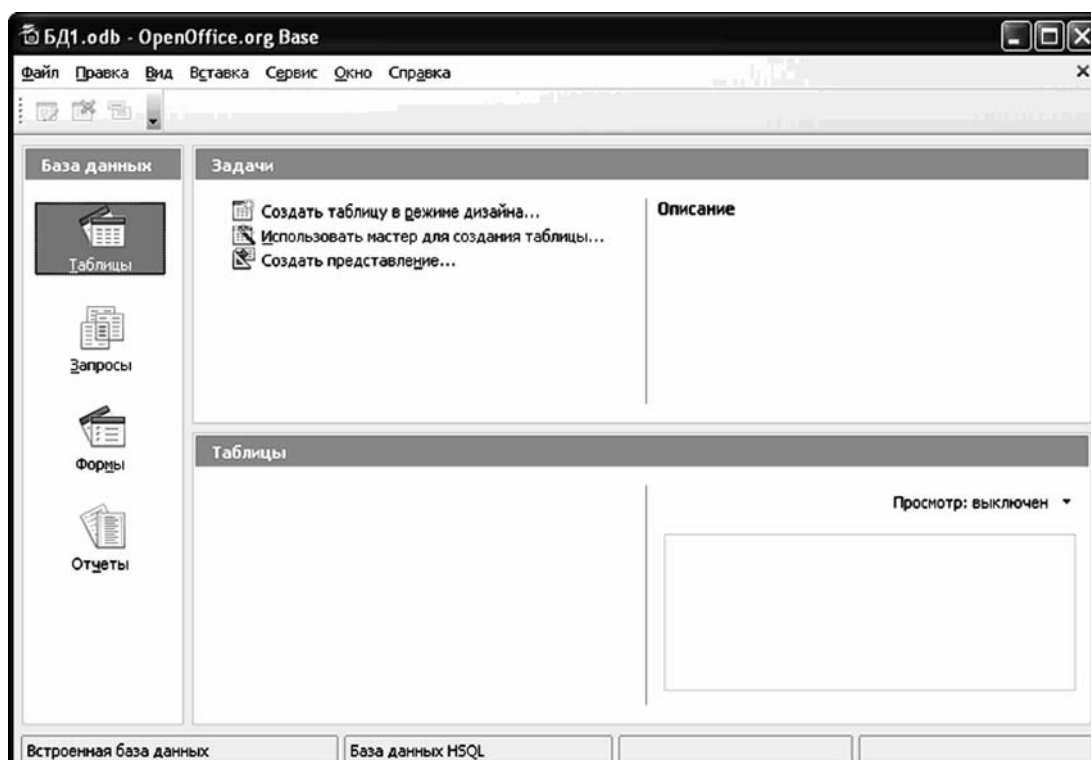 БД1.odb - OpenOffice.org Base
Файл Правка Вид Вставка Сервис Окно Справка
База данных
Таблицы
Запросы
Формы
Отчеты
Задачи
Создать таблицу в режиме дизайна...
Использовать мастер для создания таблицы...
Создать представление...
Описание
Таблицы
Просмотр: выключен
Встроенная база данных
База данных HSQL